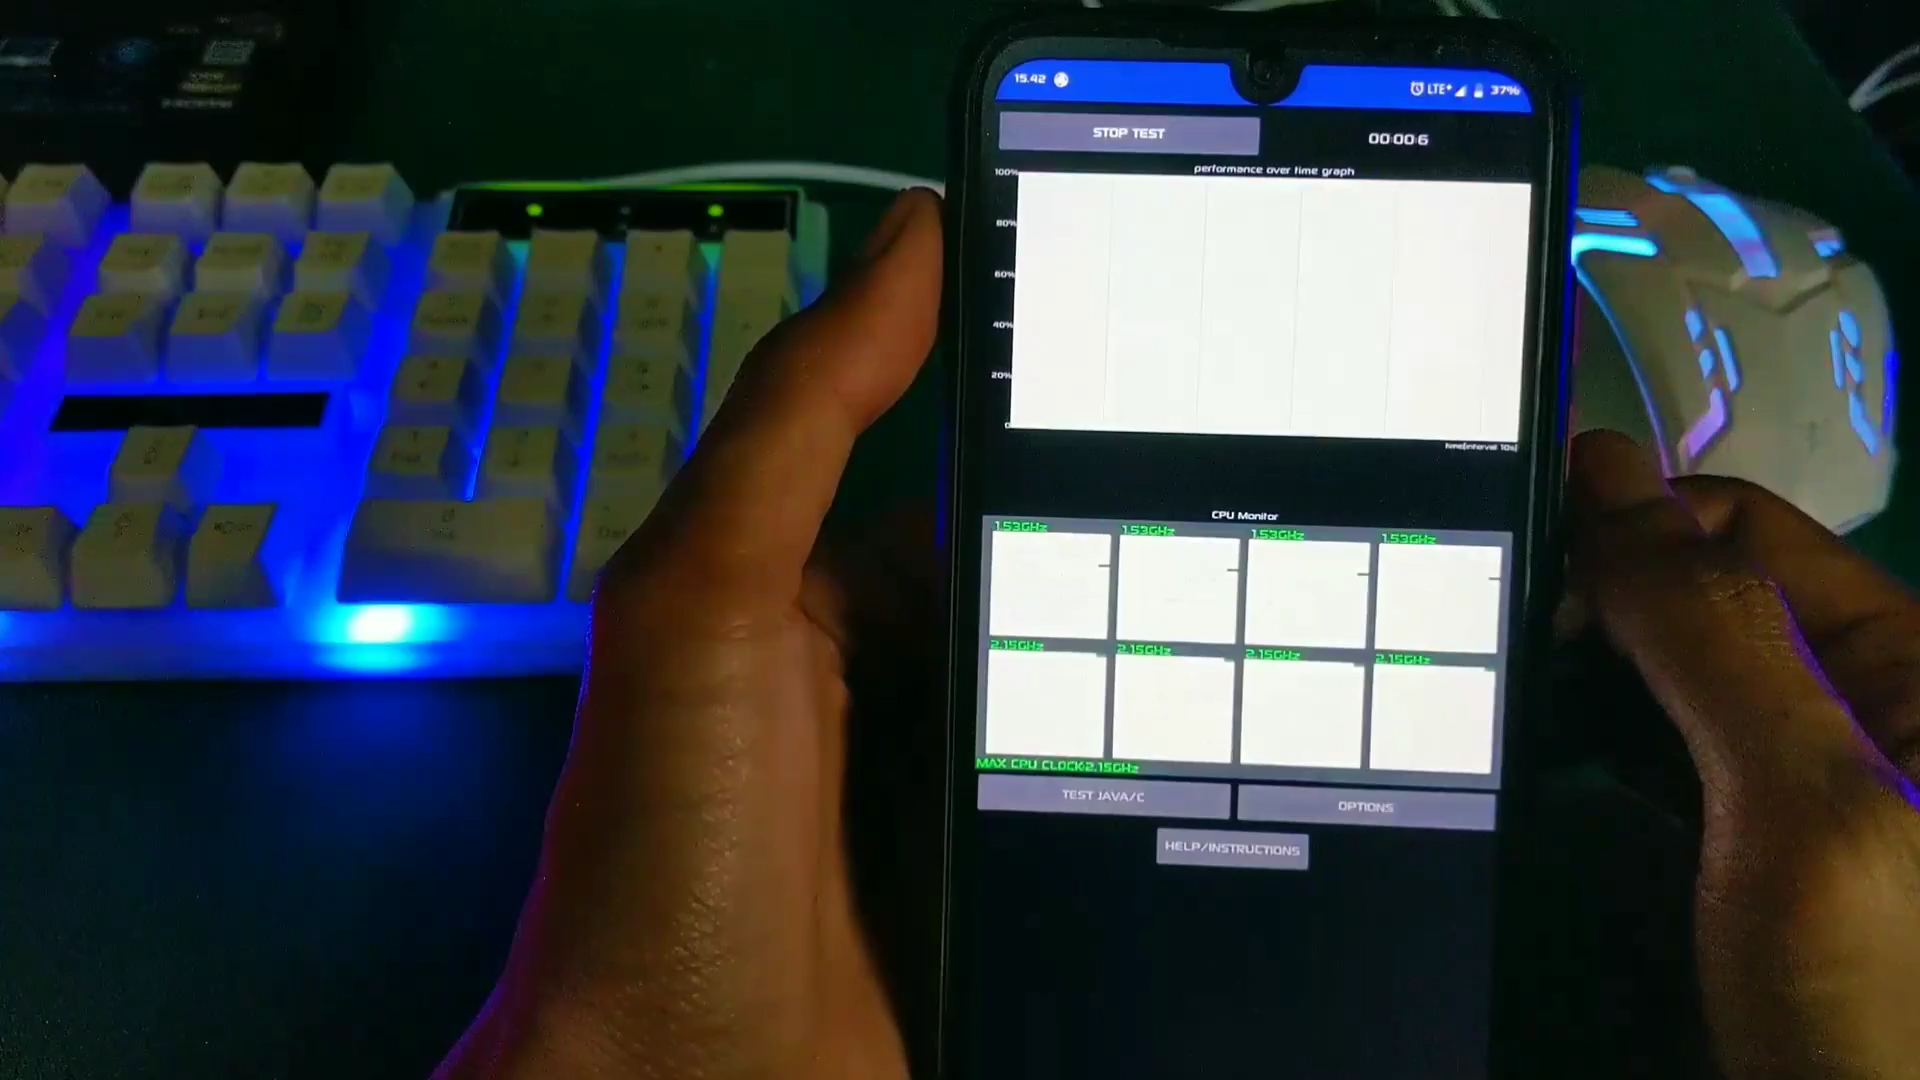 15.42 LTE+ 37%
STOP TEST 00:00:6
performance over time graph
100%
80%
60%
40%
20%
0
time(interval 10s)
CPU Monitor
1.53GHz 1.53GHz 1.53GHz 1.53GHz
2.15GHz 2.15GHz 2.15GHz 2.15GHz
MAX CPU CLOCK:2.15GHz
TEST JAVA/C OPTIONS
HELP/INSTRUCTIONS